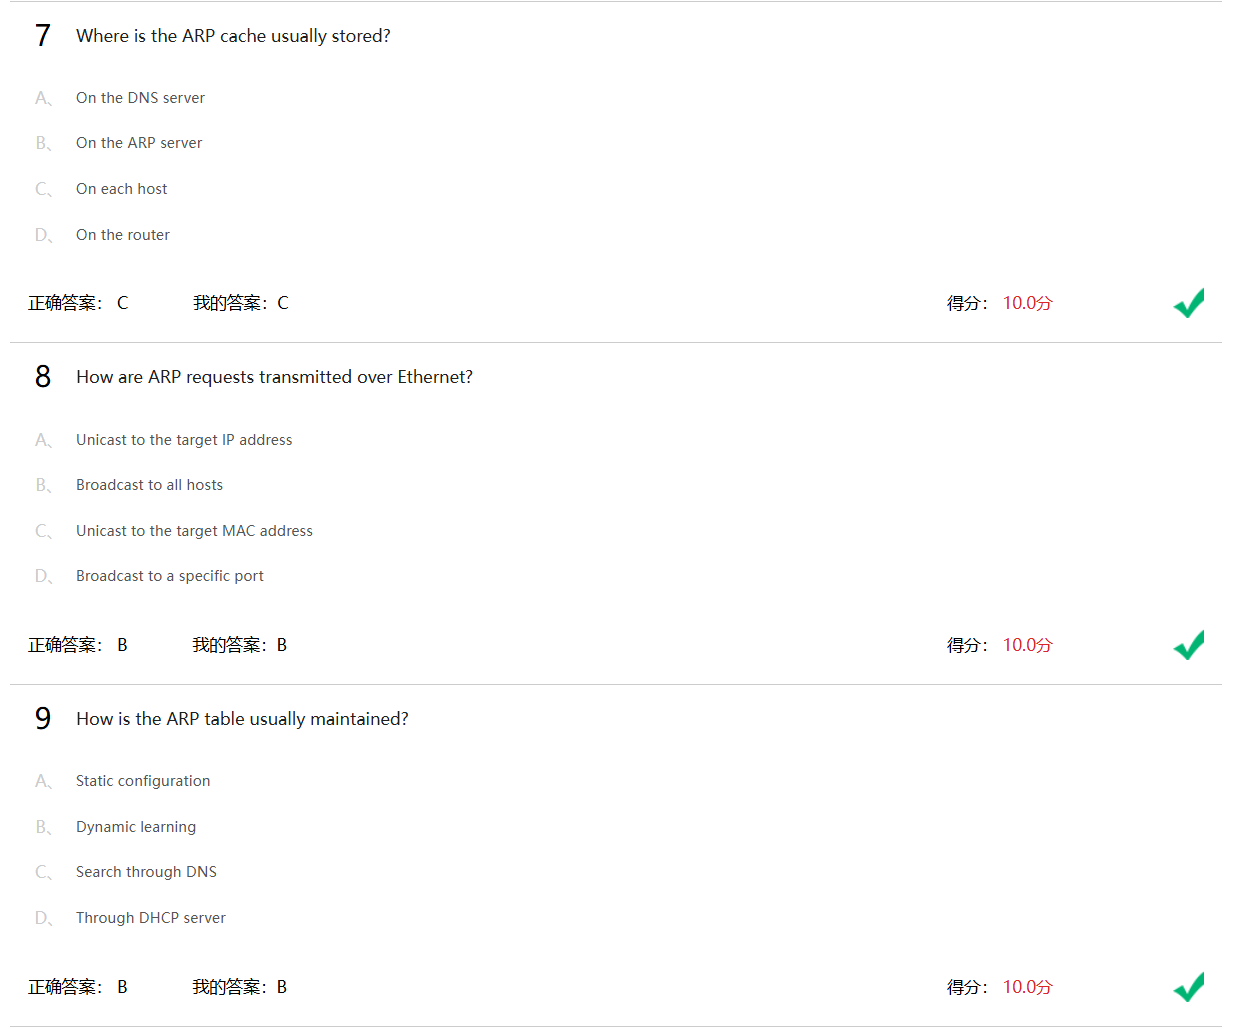 7 Where is the ARP cache usually stored?
A、 On the DNS server
B、 On the ARP server
C、 On each host
D、 On the router
正确答案： C 我的答案：C 得分： 10.0分
8 How are ARP requests transmitted over Ethernet?
A、 Unicast to the target IP address
B、 Broadcast to all hosts
C、 Unicast to the target MAC address
D、 Broadcast to a specific port
正确答案： B 我的答案：B 得分： 10.0分
9 How is the ARP table usually maintained?
A、 Static configuration
B、 Dynamic learning
C、 Search through DNS
D、 Through DHCP server
正确答案： B 我的答案：B 得分： 10.0分